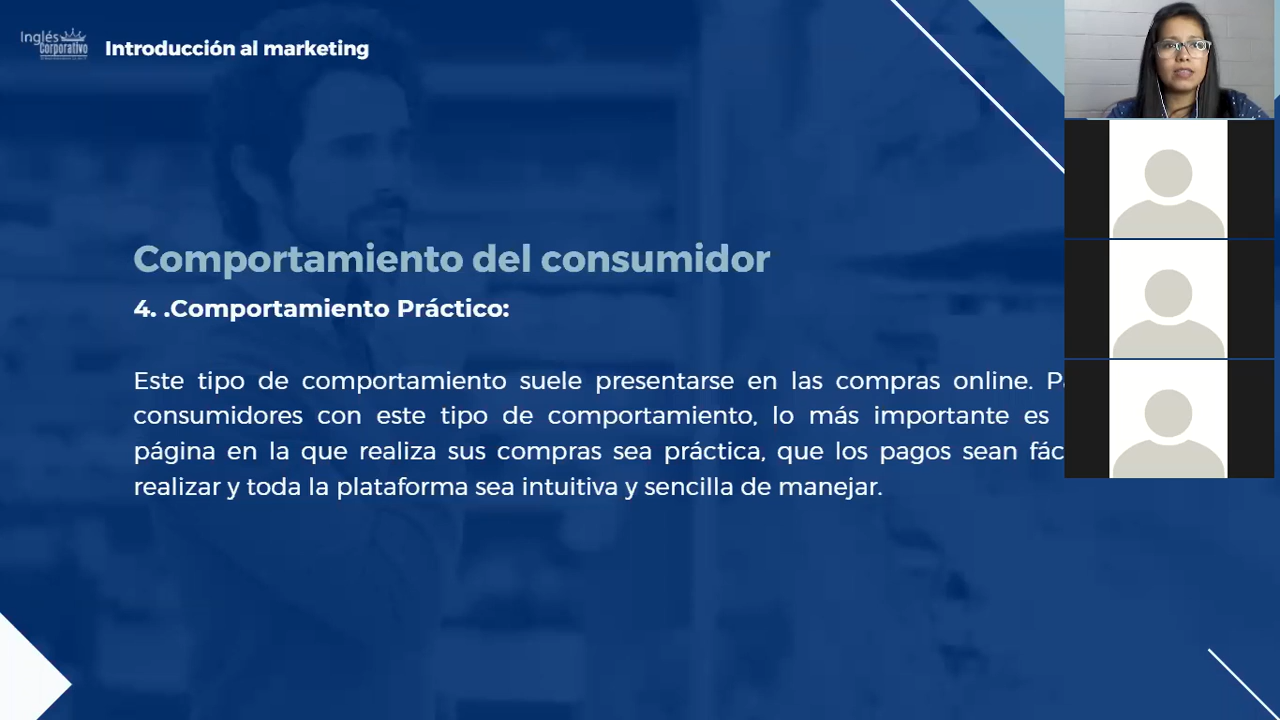 Inglés
Corporativo
Introducción al marketing
Comportamiento del consumidor
4. .Comportamiento Práctico:
Este tipo de comportamiento suele presentarse en las compras online.
consumidores con este tipo de comportamiento, lo más importante es
página en la que realiza sus compras sea práctica, que los pagos sean
realizar y toda la plataforma sea intuitiva y sencilla de manejar.